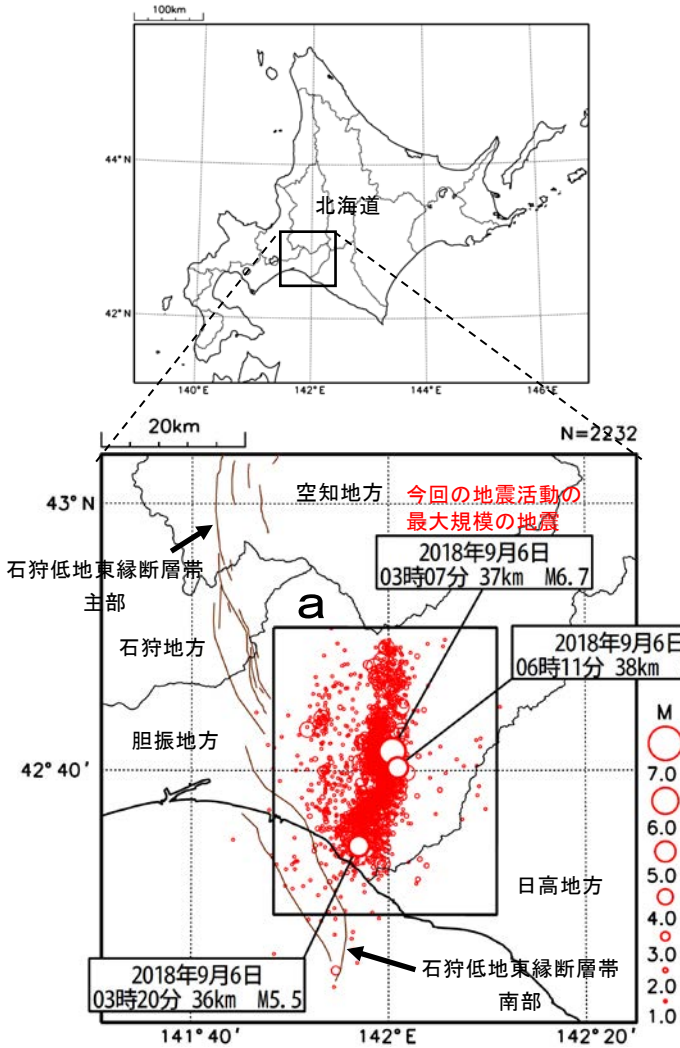 100km
44°N
北海道
42°N
140°E
142°E
144°E
146°E
20km
N=2232
43°N
空知地方
今回の地震活動の
最大規模の地震
2018年9月6日
03時07分 37km M6.7
石狩低地東縁断層帯
主部
a
2018年9月6日
06時11分 38km
石狩地方
胆振地方
42°40'
M
7.0
6.0
5.0
4.0
3.0
2.0
1.0
日高地方
2018年9月6日
03時20分 36km M5.5
石狩低地東縁断層帯
南部
141°40'
142°E
142°20'